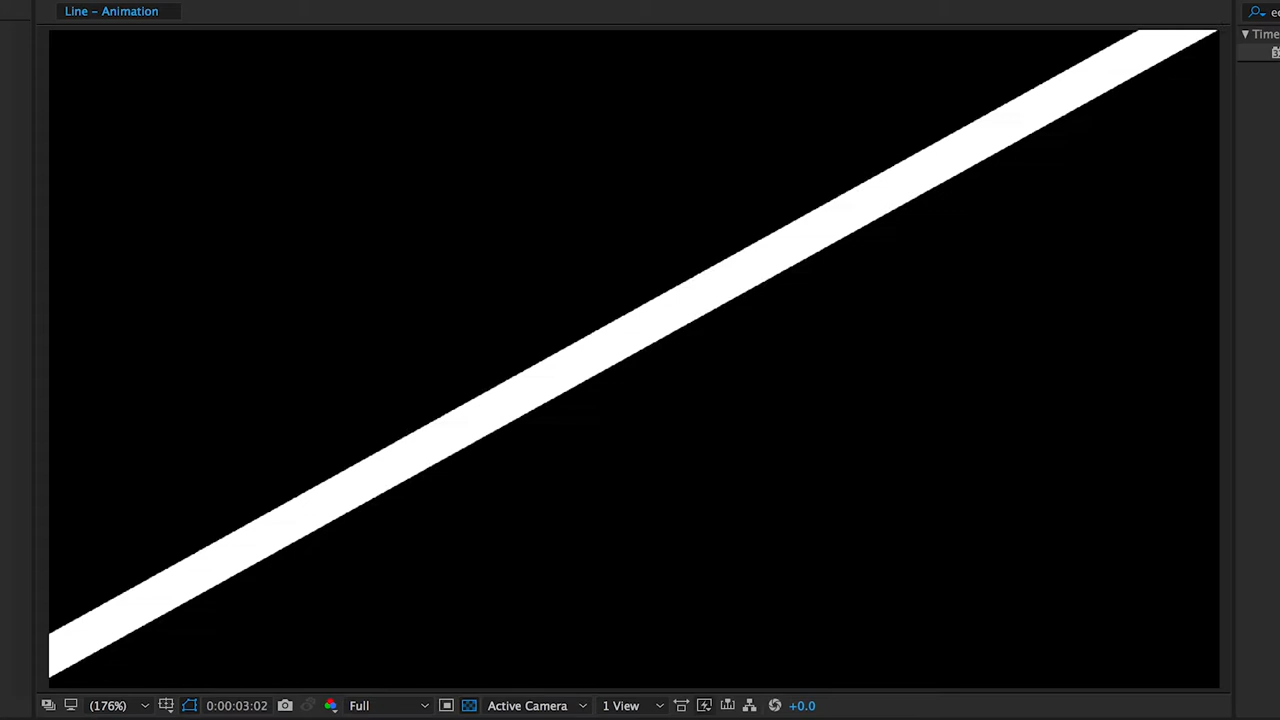 Line – Animation
Time
(176%)
0:00:03:02
Full
Active Camera
1 View
+0.0